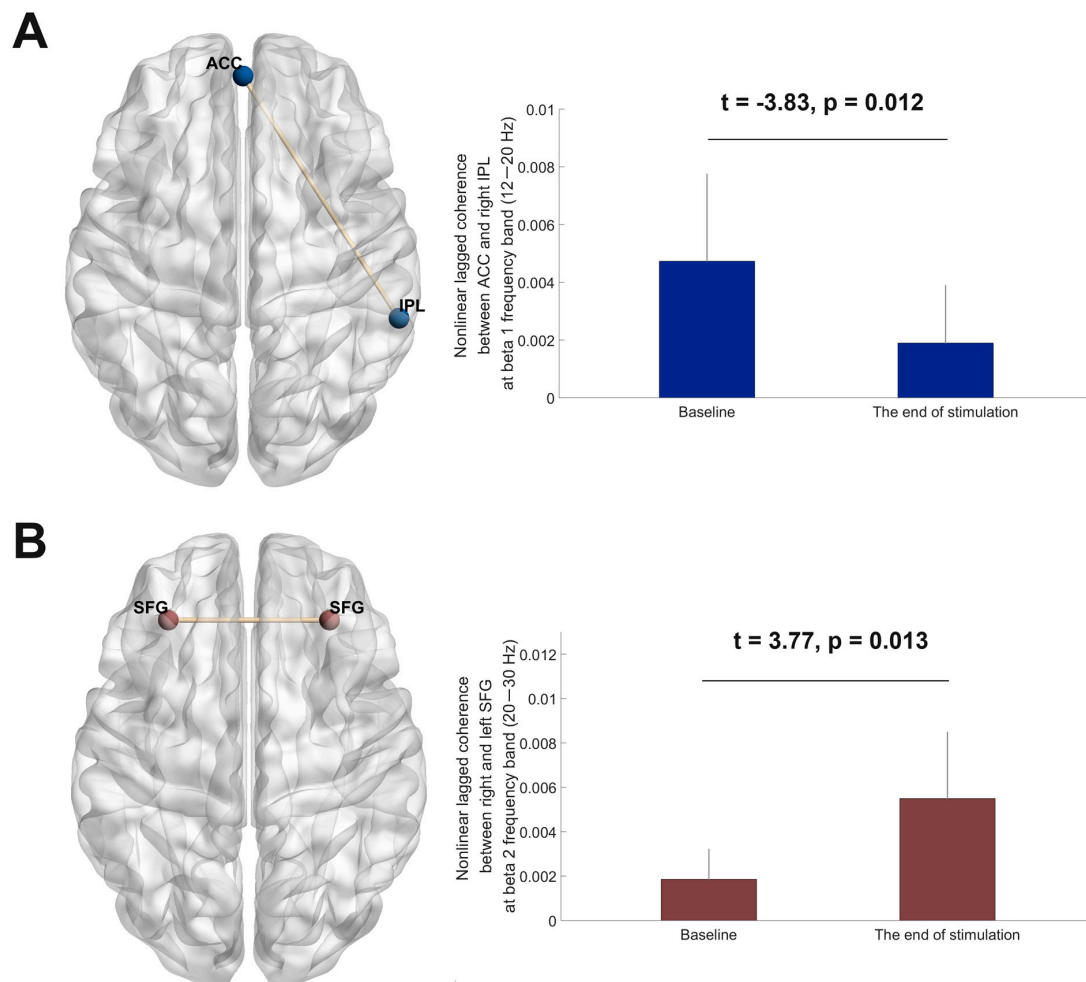 A
ACC
IPL
t = -3.83, p = 0.012
Nonlinear lagged coherence
between ACC and right IPL
at beta 1 frequency band (12–20 Hz)
0.01
0.008
0.006
0.004
0.002
0
Baseline
The end of stimulation
B
SFG
SFG
t = 3.77, p = 0.013
Nonlinear lagged coherence
between right and left SFG
at beta 2 frequency band (20–30 Hz)
0.012
0.01
0.008
0.006
0.004
0.002
0
Baseline
The end of stimulation